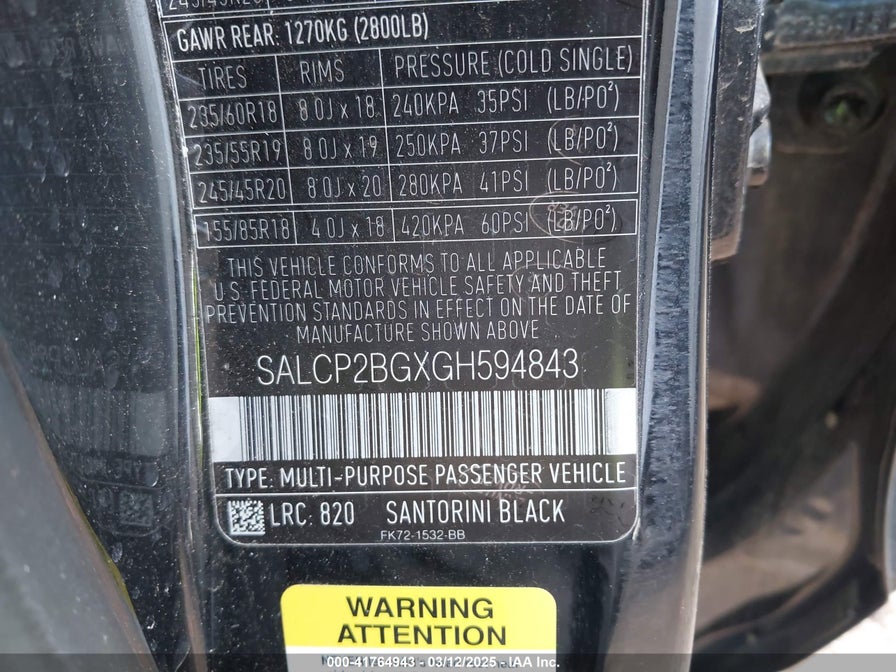 GAWR REAR: 1270KG (2800LB)
TIRES RIMS PRESSURE (COLD SINGLE)
235/60R18 8.0J x 18 240KPA 35PSI (LB/PO²)
235/55R19 8.0J x 19 250KPA 37PSI (LB/PO²)
245/45R20 8.0J x 20 280KPA 41PSI (LB/PO²)
155/85R18 4.0J x 18 420KPA 60PSI (LB/PO²)
THIS VEHICLE CONFORMS TO ALL APPLICABLE
U.S. FEDERAL MOTOR VEHICLE SAFETY AND THEFT
PREVENTION STANDARDS IN EFFECT ON THE DATE OF
MANUFACTURE SHOWN ABOVE
SALCP2BGXGH594843
TYPE: MULTI-PURPOSE PASSENGER VEHICLE
LRC: 820 SANTORINI BLACK
FK72-1532-BB
WARNING
ATTENTION
000-41764943 - 03/12/2025 - IAA Inc.